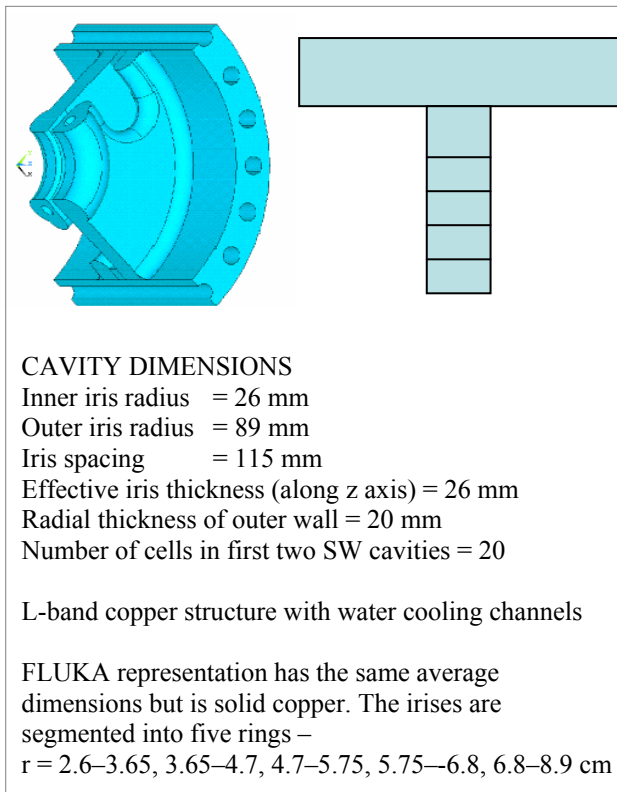 CAVITY DIMENSIONS
Inner iris radius = 26 mm
Outer iris radius = 89 mm
Iris spacing = 115 mm
Effective iris thickness (along z axis) = 26 mm
Radial thickness of outer wall = 20 mm
Number of cells in first two SW cavities = 20
L-band copper structure with water cooling channels
FLUKA representation has the same average
dimensions but is solid copper. The irises are
segmented into five rings –
r = 2.6–3.65, 3.65–4.7, 4.7–5.75, 5.75–-6.8, 6.8–8.9 cm